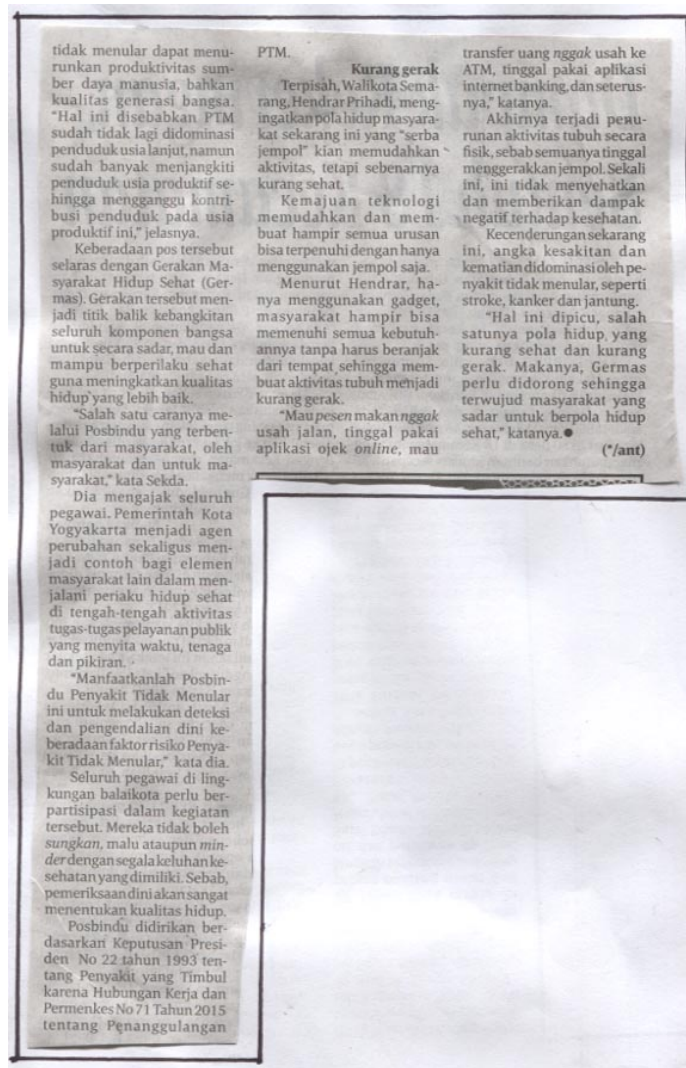 tidak menular dapat menu-
runkan produktivitas sum-
ber daya manusia, bahkan
kualitas generasi bangsa.
"Hal ini disebabkan PTM
sudah tidak lagi didominasi
penduduk usia lanjut, namun
sudah banyak menjangkiti
penduduk usia produktif se-
hingga mengganggu kontri-
busi penduduk pada usia
produktif ini," jelasnya.
Keberadaan pos tersebut
selaras dengan Gerakan Ma-
syarakat Hidup Sehat (Ger-
mas). Gerakan tersebut men-
jadi titik balik kebangkitan
seluruh komponen bangsa
untuk secara sadar, mau dan
mampu berperilaku sehat
guna meningkatkan kualitas
hidup yang lebih baik.
"Salah satu caranya me-
lalui Posbindu yang terben-
tuk dari masyarakat, oleh
masyarakat dan untuk ma-
syarakat," kata Sekda.
Dia mengajak seluruh
pegawai. Pemerintah Kota
Yogyakarta menjadi agen
perubahan sekaligus men-
jadi contoh bagi elemen
masyarakat lain dalam men-
jalani periaku hidup sehat
di tengah-tengah aktivitas
tugas-tugas pelayanan publik
yang menyita waktu, tenaga
dan pikiran.
"Manfaatkanlah Posbin-
du Penyakit Tidak Menular
ini untuk melakukan deteksi
dan pengendalian dini ke-
beradaan faktor risiko Penya-
kit Tidak Menular," kata dia.
Seluruh pegawai di ling-
kungan balaikota perlu ber-
partisipasi dalam kegiatan
tersebut. Mereka tidak boleh
sungkan, malu ataupun min-
der dengan segala keluhan ke-
sehatan yang dimiliki. Sebab,
pemeriksaan dini akan sangat
menentukan kualitas hidup.
Posbindu didirikan ber-
dasarkan Keputusan Presi-
den No 22 tahun 1993 ten-
tang Penyakit yang Timbul
karena Hubungan Kerja dan
Permenkes No 71 Tahun 2015
tentang Penanggulangan
PTM.
Kurang gerak
Terpisah, Walikota Sema-
rang, Hendrar Prihadi, meng-
ingatkan pola hidup masyara-
kat sekarang ini yang "serba
jempol" kian memudahkan
aktivitas, tetapi sebenarnya
kurang sehat.
Kemajuan teknologi
memudahkan dan mem-
buat hampir semua urusan
bisa terpenuhi dengan hanya
menggunakan jempol saja.
Menurut Hendrar, ha-
nya menggunakan gadget,
masyarakat hampir bisa
memenuhi semua kebutuh-
annya tanpa harus beranjak
dari tempat sehingga mem-
buat aktivitas tubuh menjadi
kurang gerak.
"Mau pesen makan nggak
usah jalan, tinggal pakai
aplikasi ojek online, mau
transfer uang nggak usah ke
ATM, tinggal pakai aplikasi
internet banking, dan seterus-
nya," katanya.
Akhirnya terjadi penu-
runan aktivitas tubuh secara
fisik, sebab semuanya tinggal
menggerakkan jempol. Sekali
ini, ini tidak menyehatkan
dan memberikan dampak
negatif terhadap kesehatan.
Kecenderungan sekarang
ini, angka kesakitan dan
kematian didominasi oleh pe-
nyakit tidak menular, seperti
stroke, kanker dan jantung.
"Hal ini dipicu, salah
satunya pola hidup yang
kurang sehat dan kurang
gerak. Makanya, Germas
perlu didorong sehingga
terwujud masyarakat yang
sadar untuk berpola hidup
sehat," katanya.●
(*/ant)